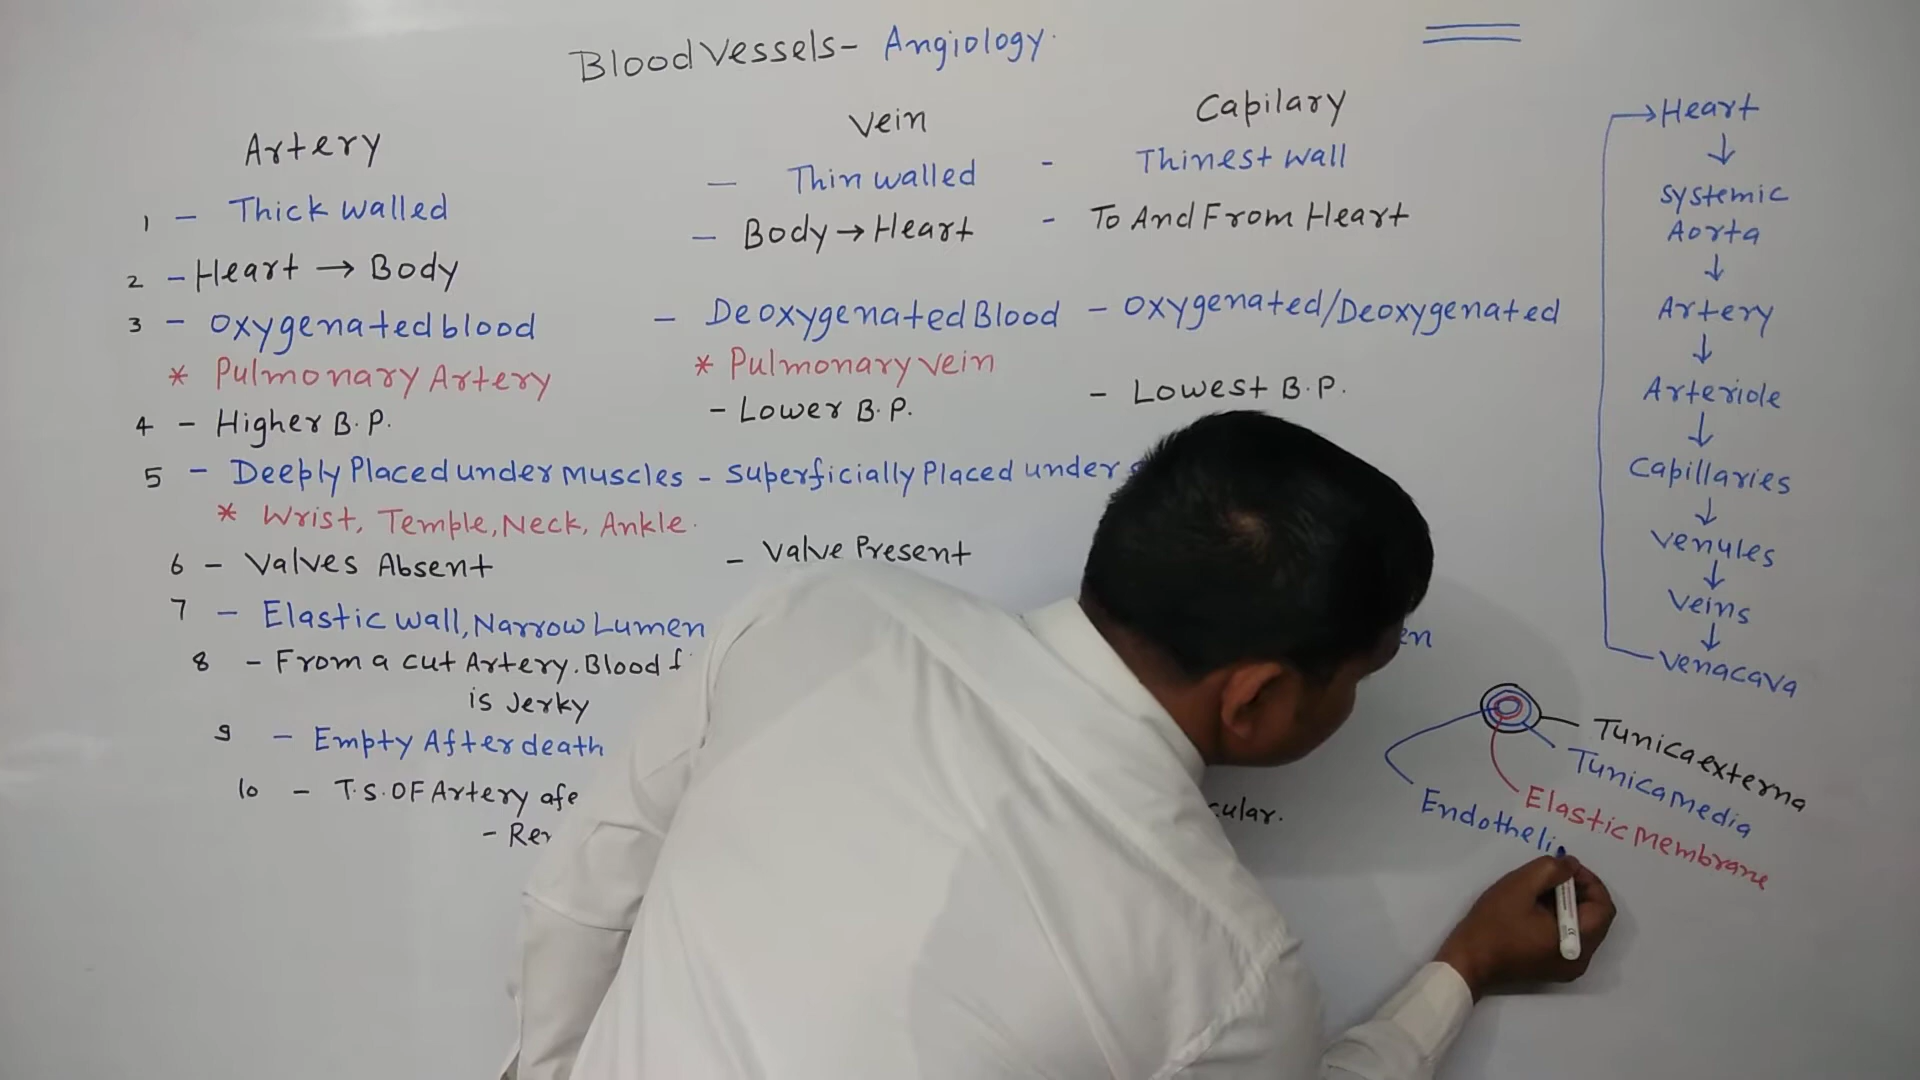 Blood Vessels - Angiology.
Artery
Vein
Capilary
1 - Thick walled
- Thin walled
- Thinest wall
2 - Heart → Body
- Body → Heart
- To And From Heart
3 - Oxygenated blood
- Deoxygenated Blood
- Oxygenated/Deoxygenated
* Pulmonary Artery
* Pulmonary vein
4 - Higher B.P.
- Lower B.P.
- Lowest B.P.
5 - Deeply Placed under muscles
- Superficially Placed under
* Wrist, Temple, Neck, Ankle.
6 - Valves Absent
- Valve Present
7 - Elastic wall, Narrow Lumen
8 - From a cut Artery. Blood
is Jerky
9 - Empty After death
10 - T.S. OF Artery
→ Heart
↓
Systemic
Aorta
↓
Artery
↓
Arteriole
↓
Capillaries
↓
Venules
↓
Veins
↓
Venacava
Tunica externa
Tunica media
Elastic Membrane
Endotheli